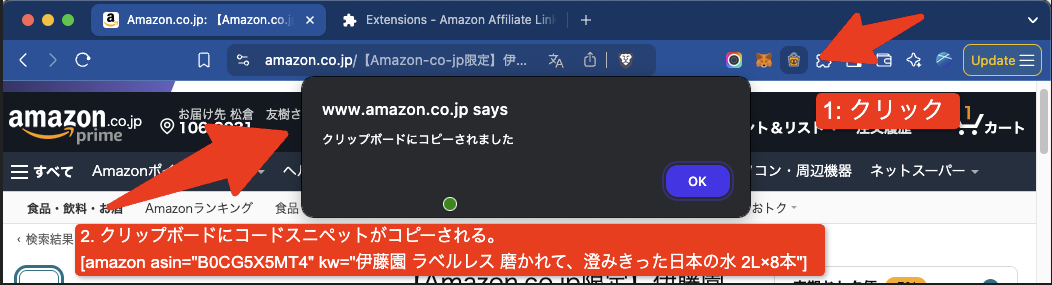 Amazon.co.jp: 【Amazon.co.j
Extensions - Amazon Affiliate Lin
amazon.co.jp/【Amazon-co-jp限定】伊…
Update
www.amazon.co.jp says
クリップボードにコピーされました
OK
1: クリック
amazon.co.jp
prime
お届け先 松倉 友樹さ
ント&リスト
注文履歴
1
カート
すべて
Amazonポイ
ヘル
ソコン・周辺機器
ネットスーパー
食品・飲料・お酒
Amazonランキング
食品
おトク
‹ 検索結果
2. クリップボードにコードスニペットがコピーされる。
[amazon asin="B0CG5X5MT4" kw="伊藤園 ラベルレス 磨かれて、澄みきった日本の水 2L×8本"]
【Amazon.co.jp限定】伊藤園